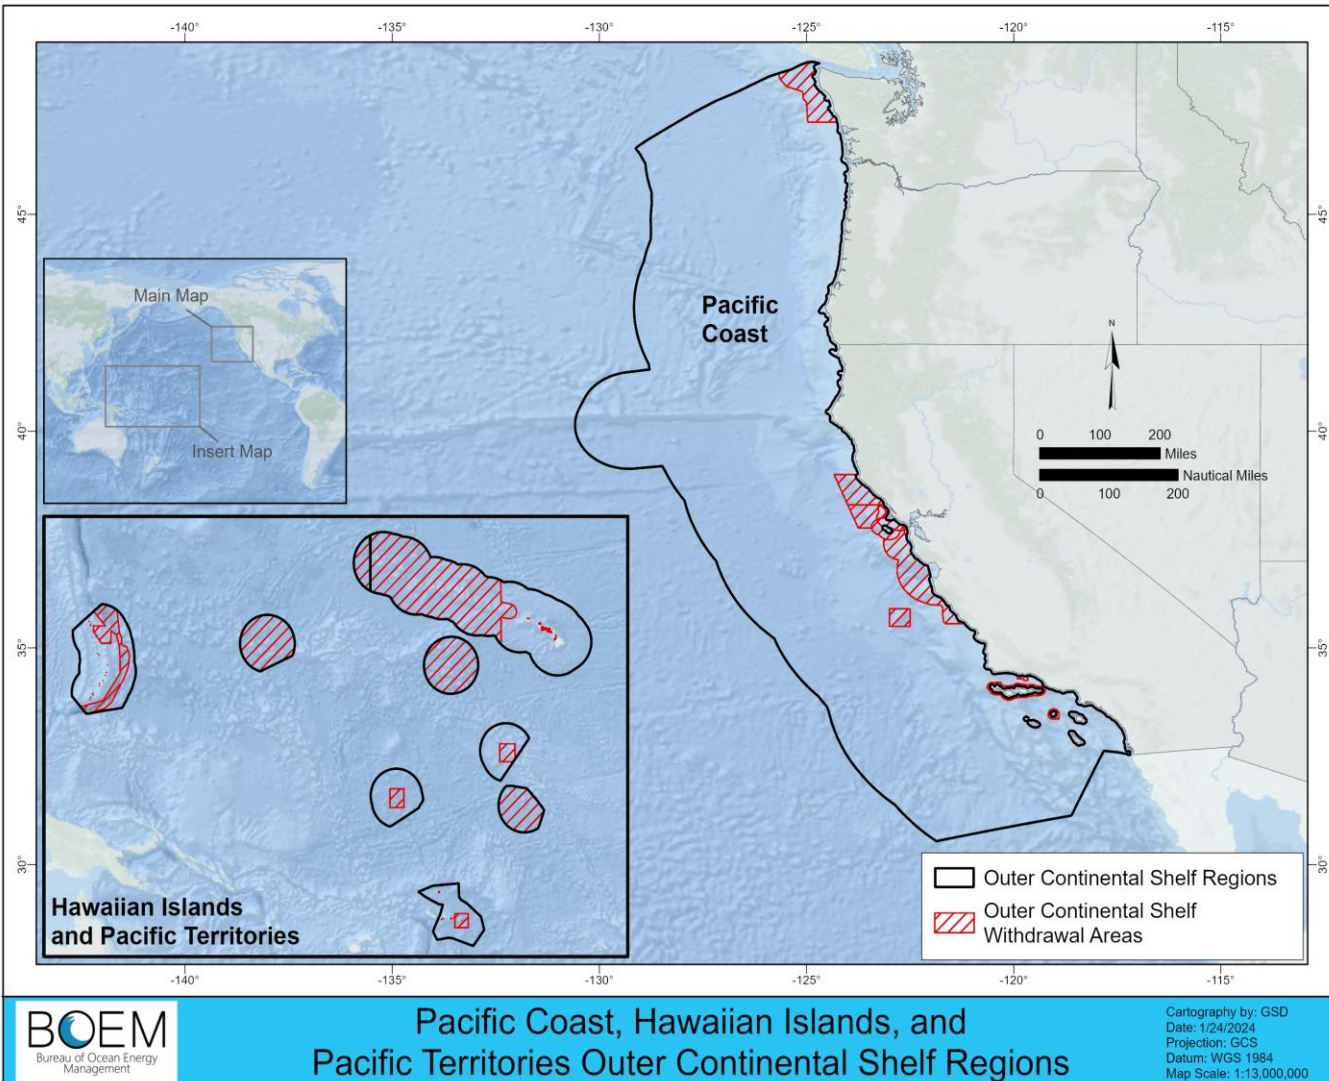 -140°
-135°
-130°
-125°
-120°
-115°
45°
45°
Main Map
Insert Map
Pacific
Coast
N
0 100 200
Miles
Nautical Miles
0 100 200
40°
40°
35°
35°
30°
30°
Hawaiian Islands
and Pacific Territories
Outer Continental Shelf Regions
Outer Continental Shelf
Withdrawal Areas
-140°
-135°
-130°
-125°
-120°
-115°
BOEM
Bureau of Ocean Energy
Management
Pacific Coast, Hawaiian Islands, and
Pacific Territories Outer Continental Shelf Regions
Cartography by: GSD
Date: 1/24/2024
Projection: GCS
Datum: WGS 1984
Map Scale: 1:13,000,000